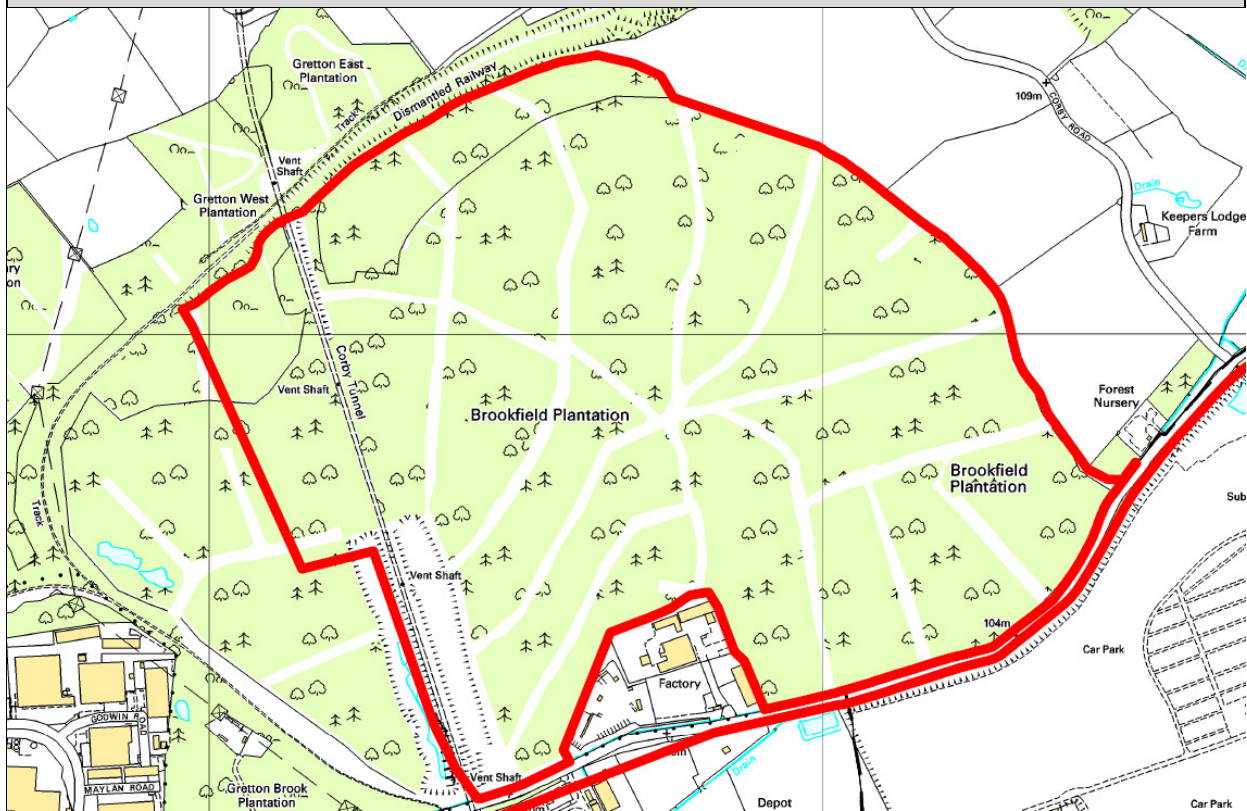 Gretton East
Plantation
Dismantled Railway
Track
109m
CORBY ROAD
Vent
Shaft
Drain
Gretton West
Plantation
Keepers Lodge
Farm
Corby Tunnel
Vent Shaft
Brookfield Plantation
Forest
Nursery
Brookfield
Plantation
Track
Sub
Vent Shaft
104m
Car Park
Factory
GODWIN ROAD
Vent Shaft
Drain
MAYLAN ROAD
Gretton Brook
Plantation
Depot
Car Park